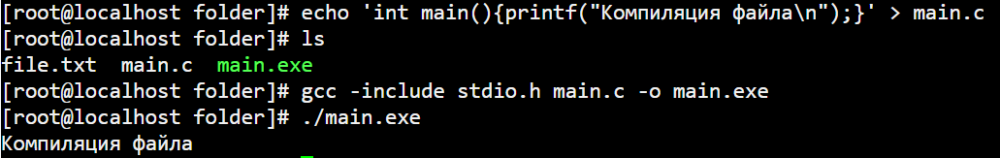 [root@localhost folder]# echo 'int main(){printf("Компиляция файла\n");}' > main.c
[root@localhost folder]# ls
file.txt  main.c  main.exe
[root@localhost folder]# gcc -include stdio.h main.c -o main.exe
[root@localhost folder]# ./main.exe
Компиляция файла